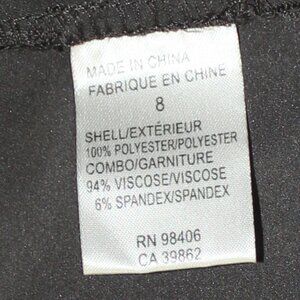 MADE IN CHINA
FABRIQUE EN CHINE
8
SHELL/EXTÉRIEUR
100% POLYESTER/POLYESTER
COMBO/GARNITURE
94% VISCOSE/VISCOSE
6% SPANDEX/SPANDEX
RN 98406
CA 39862